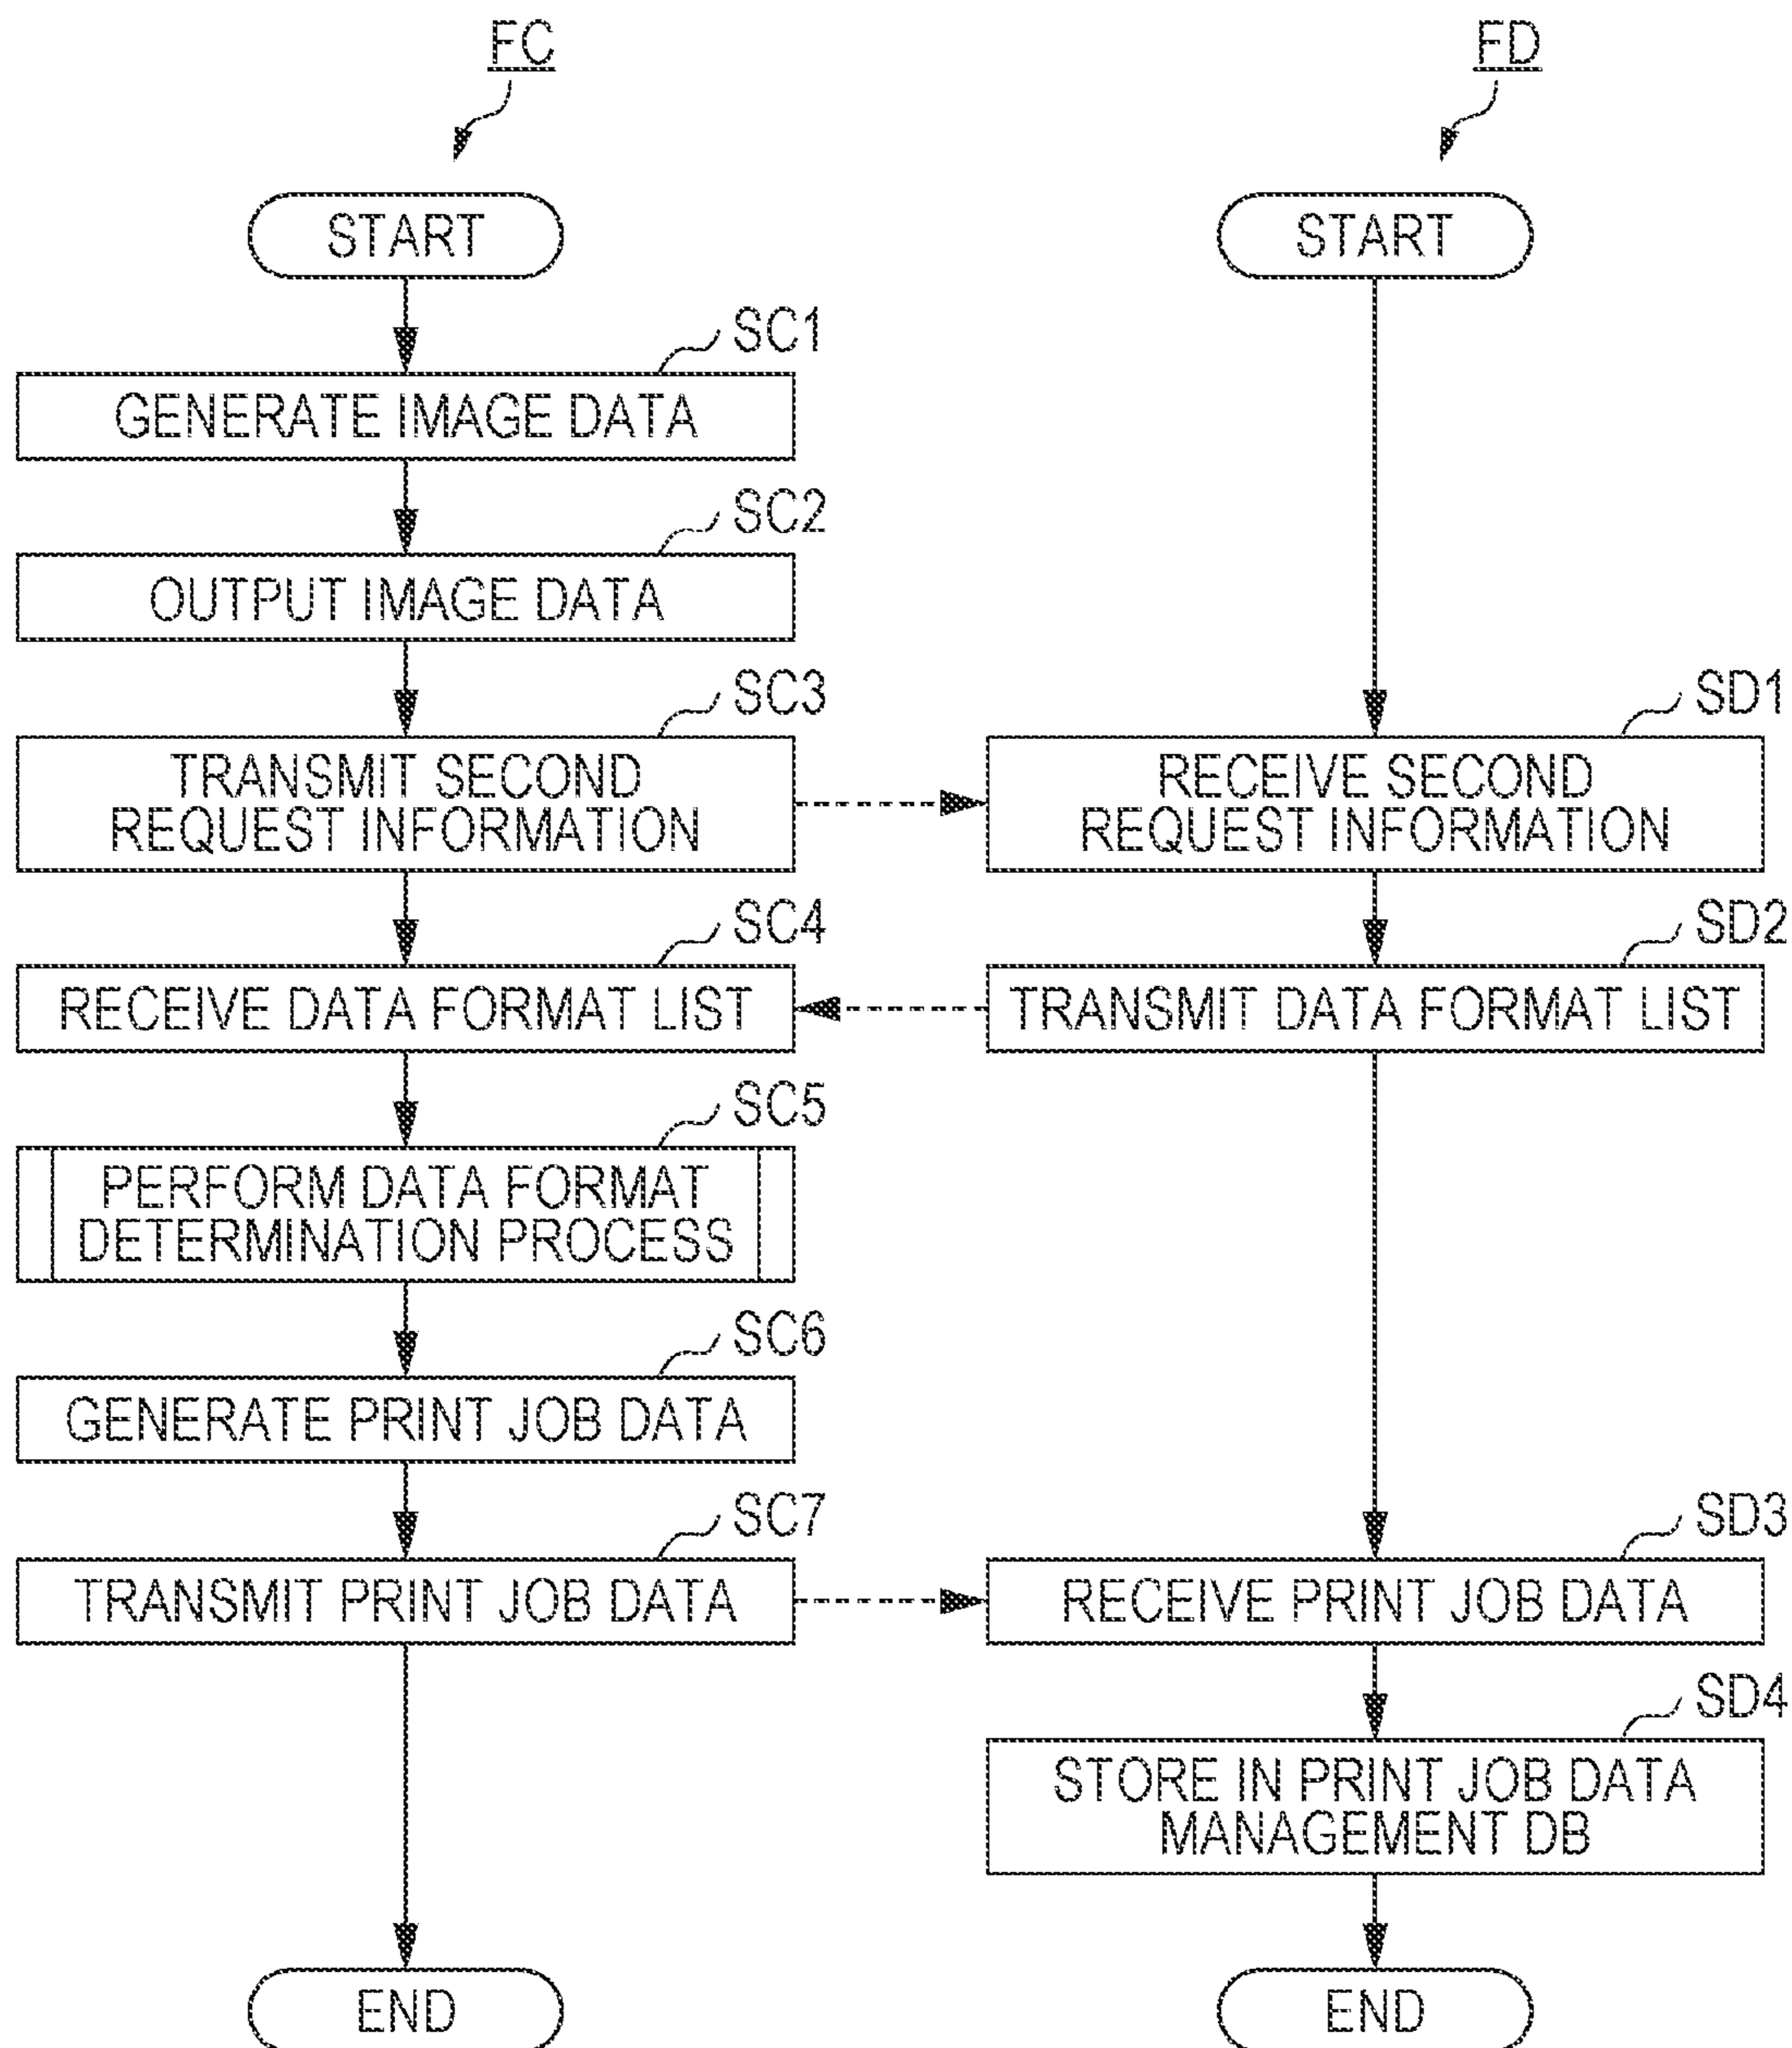 FC
FD
START
START
SC1
GENERATE IMAGE DATA
SC2
OUTPUT IMAGE DATA
SC3
SD1
TRANSMIT SECOND
REQUEST INFORMATION
RECEIVE SECOND
REQUEST INFORMATION
SC4
SD2
RECEIVE DATA FORMAT LIST
TRANSMIT DATA FORMAT LIST
SC5
PERFORM DATA FORMAT
DETERMINATION PROCESS
SC6
GENERATE PRINT JOB DATA
SC7
SD3
TRANSMIT PRINT JOB DATA
RECEIVE PRINT JOB DATA
SD4
STORE IN PRINT JOB DATA
MANAGEMENT DB
END
END